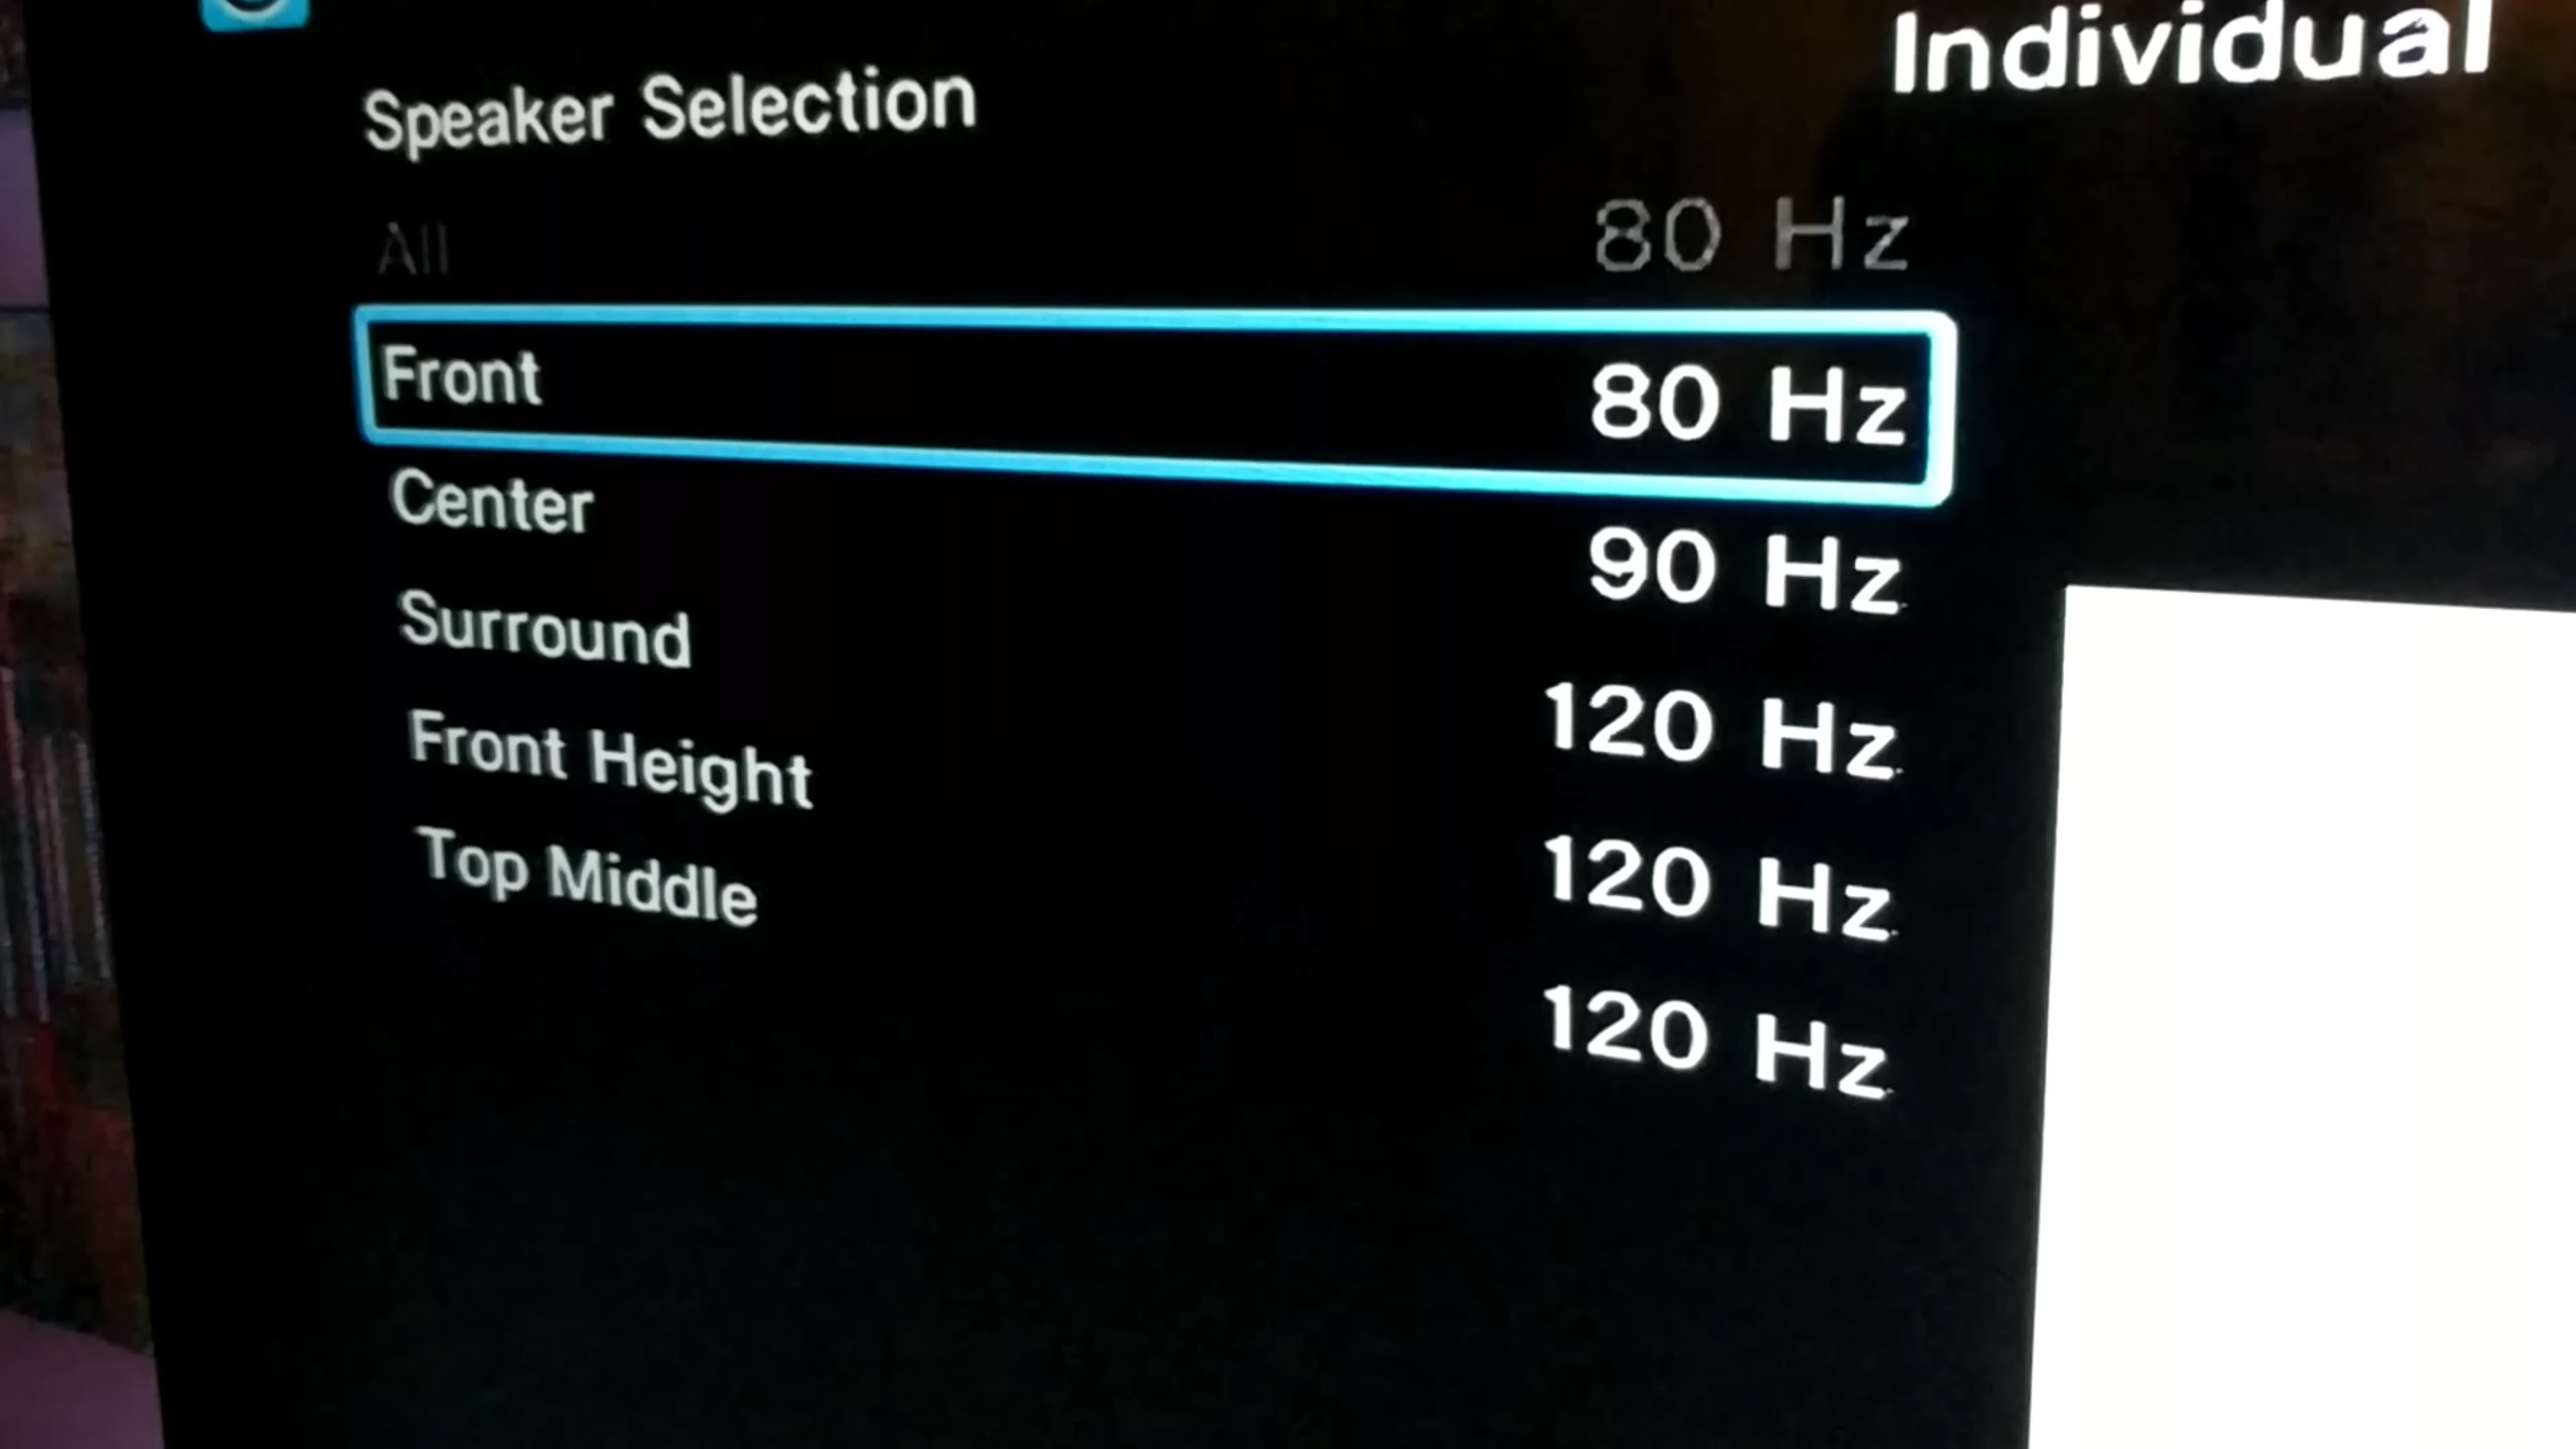 Speaker Selection Individual
All 80 Hz
Front 80 Hz
Center 90 Hz
Surround 120 Hz
Front Height 120 Hz
Top Middle 120 Hz